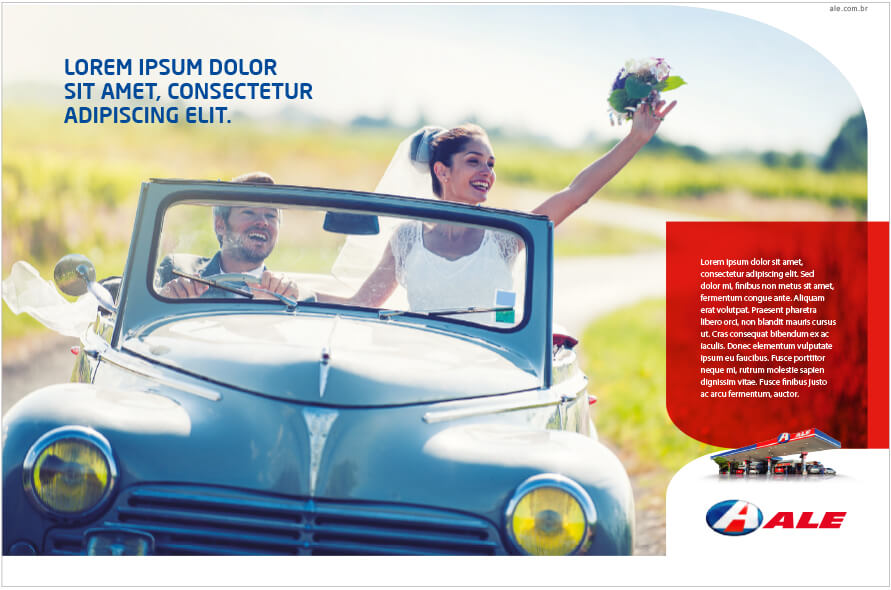 ale.com.br
LOREM IPSUM DOLOR
SIT AMET, CONSECTETUR
ADIPISCING ELIT.
Lorem ipsum dolor sit amet,
consectetur adipiscing elit. Sed
dolor mi, finibus non metus sit amet,
fermentum congue ante. Aliquam
erat volutpat. Praesent pharetra
libero orci, non blandit mauris cursus
ut. Cras consequat bibendum ex ac
iaculis. Donec elementum vulputate
ipsum eu faucibus. Fusce porttitor
neque mi, rutrum molestie sapien
dignissim vitae. Fusce finibus justo
ac arcu fermentum, auctor.
A ALE
A ALE